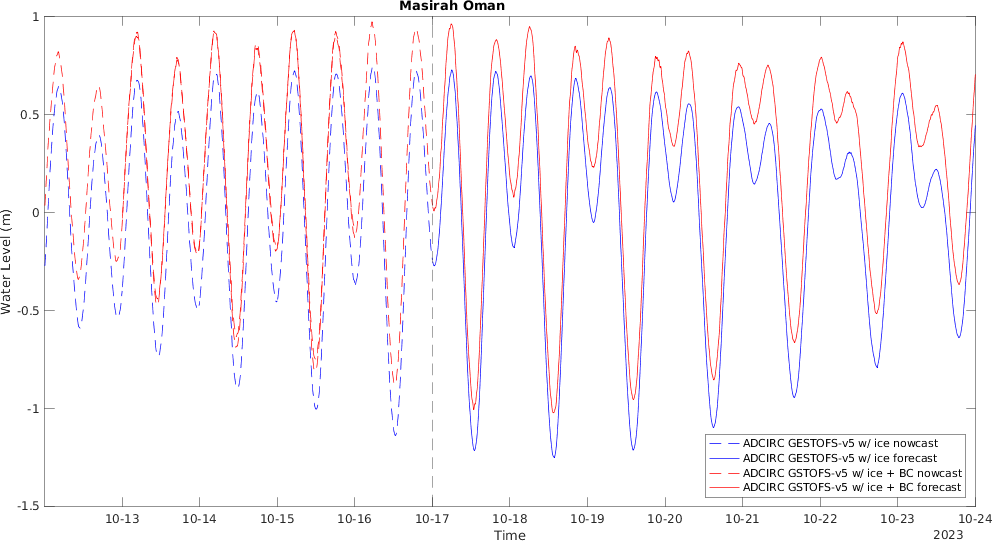 Masirah Oman
1
0.5
0
-0.5
-1
-1.5
Water Level (m)
10-13 10-14 10-15 10-16 10-17 10-18 10-19 10-20 10-21 10-22 10-23 10-24
Time
2023
ADCIRC GESTOFS-v5 w/ ice nowcast
ADCIRC GESTOFS-v5 w/ ice forecast
ADCIRC GSTOFS-v5 w/ ice + BC nowcast
ADCIRC GSTOFS-v5 w/ ice + BC forecast